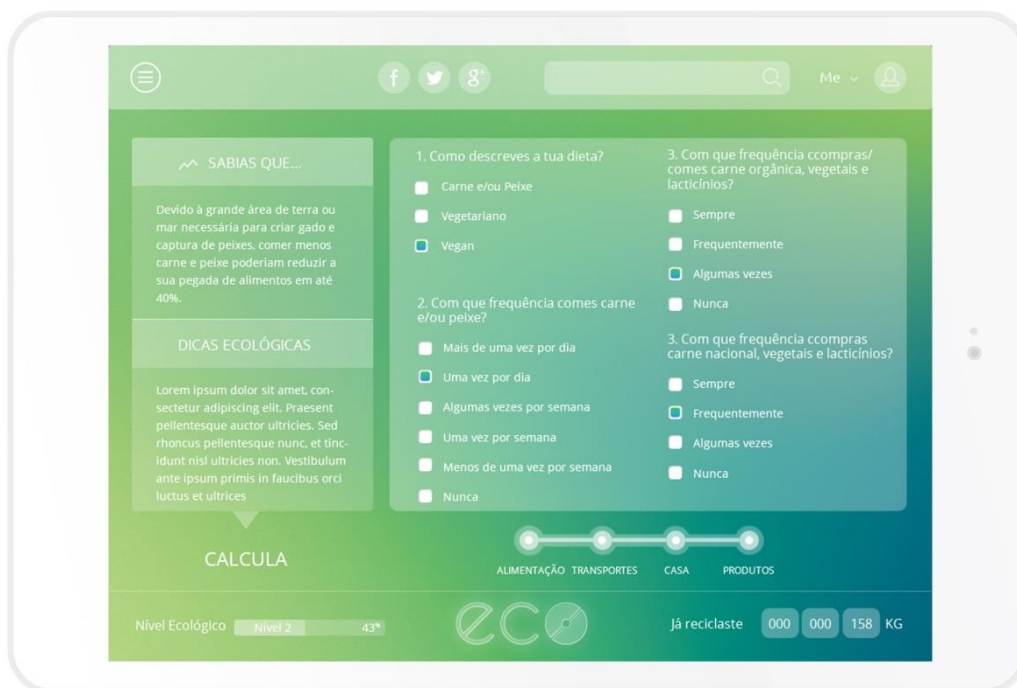 f
g+
Me
SABIAS QUE...
Devido à grande área de terra ou
mar necessária para criar gado e
captura de peixes, comer menos
carne e peixe poderiam reduzir a
sua pegada de alimentos em até
40%.
DICAS ECOLÓGICAS
Lorem ipsum dolor sit amet, con-
sectetur adipiscing elit. Praesent
pellentesque auctor ultricies. Sed
rhoncus pellentesque nunc, et tinc-
idunt nisl ultricies non. Vestibulum
ante ipsum primis in faucibus orci
luctus et ultrices
CALCULA
1. Como descreves a tua dieta?
Carne e/ou Peixe
Vegetariano
Vegan
2. Com que frequência comes carne
e/ou peixe?
Mais de uma vez por dia
Uma vez por dia
Algumas vezes por semana
Uma vez por semana
Menos de uma vez por semana
Nunca
3. Com que frequência ccompras/
comes carne orgânica, vegetais e
lacticínios?
Sempre
Frequentemente
Algumas vezes
Nunca
3. Com que frequência ccompras
carne nacional, vegetais e lacticínios?
Sempre
Frequentemente
Algumas vezes
Nunca
ALIMENTAÇÃO TRANSPORTES CASA PRODUTOS
Nível Ecológico Nível 2 43%
eco
Já reciclaste 000 000 158 KG